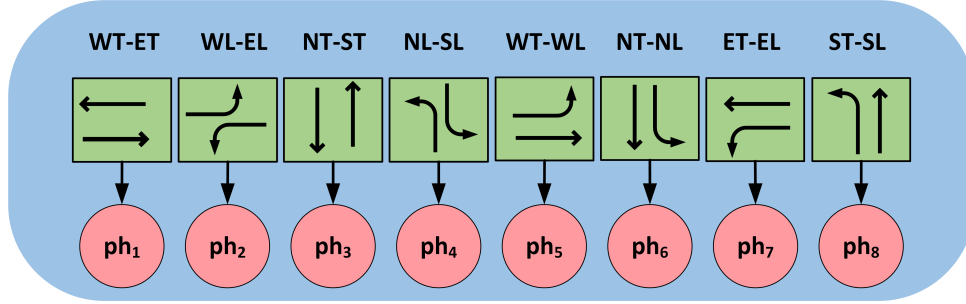 WT-ET WL-EL NT-ST NL-SL WT-WL NT-NL ET-EL ST-SL
ph₁ ph₂ ph₃ ph₄ ph₅ ph₆ ph₇ ph₈